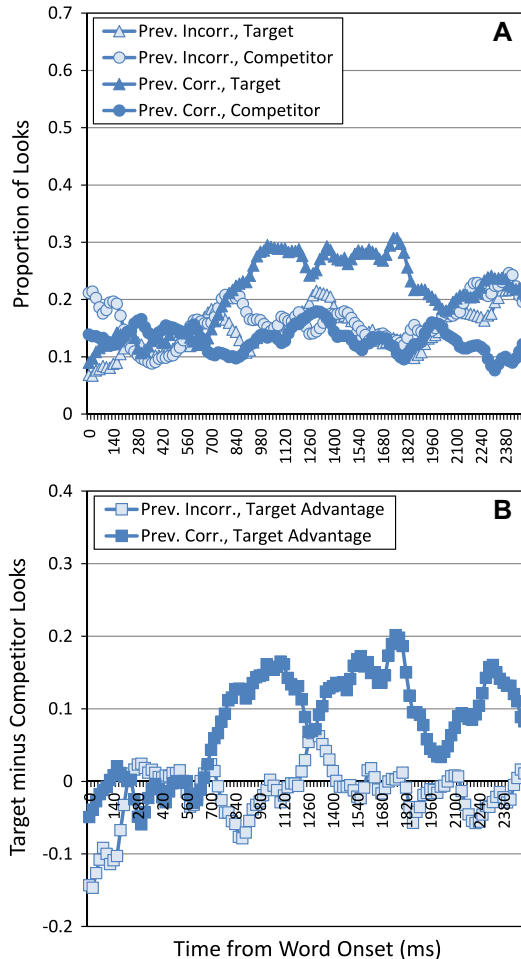 A
Prev. Incorr., Target
Prev. Incorr., Competitor
Prev. Corr., Target
Prev. Corr., Competitor
Proportion of Looks
0.7
0.6
0.5
0.4
0.3
0.2
0.1
0
0 140 280 420 560 700 840 980 1120 1260 1400 1540 1680 1820 1960 2100 2240 2380
B
Prev. Incorr., Target Advantage
Prev. Corr., Target Advantage
Target minus Competitor Looks
0.4
0.3
0.2
0.1
0
-0.1
-0.2
0 140 280 420 560 700 840 980 1120 1260 1400 1540 1680 1820 1960 2100 2240 2380
Time from Word Onset (ms)